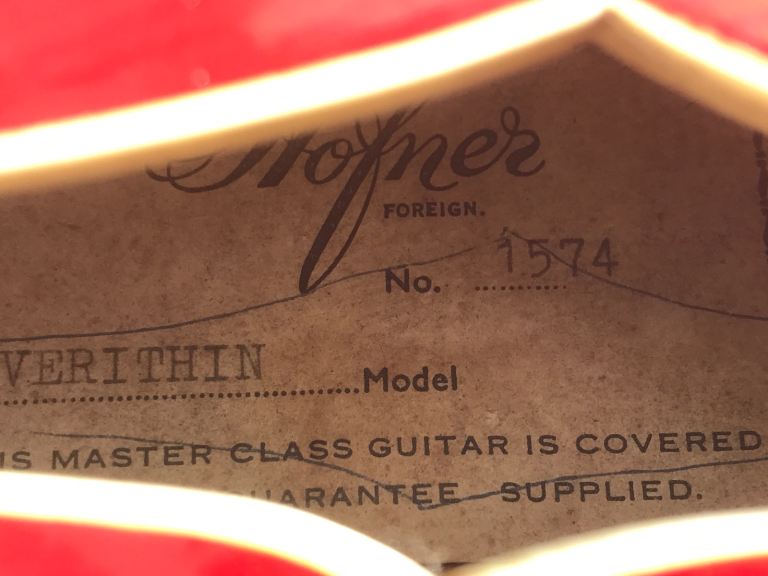 Hofner
FOREIGN.
No. 1574
VERITHIN Model
IS MASTER CLASS GUITAR IS COVERED
UARANTEE SUPPLIED.